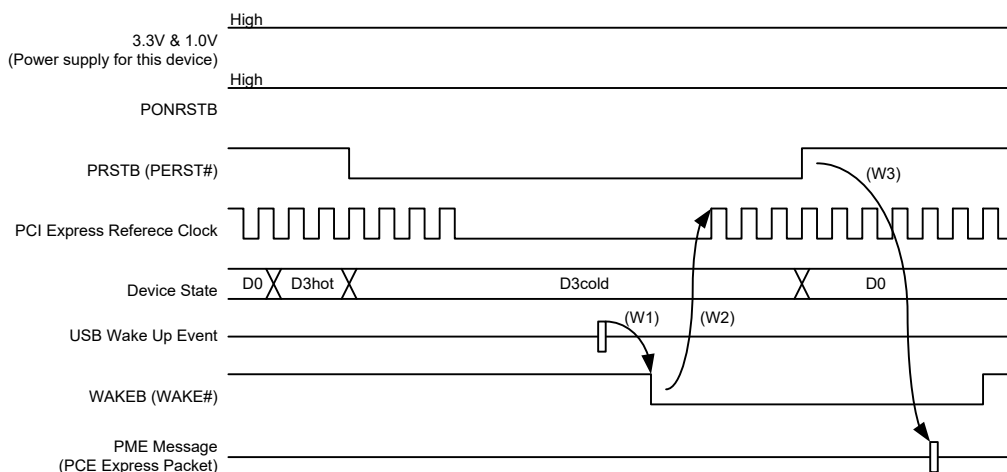 High
3.3V & 1.0V
(Power supply for this device)
High
PONRSTB
PRSTB (PERST#)
(W3)
PCI Express Referece Clock
Device State
D0
D3hot
D3cold
D0
USB Wake Up Event
(W1)
(W2)
WAKEB (WAKE#)
PME Message
(PCE Express Packet)